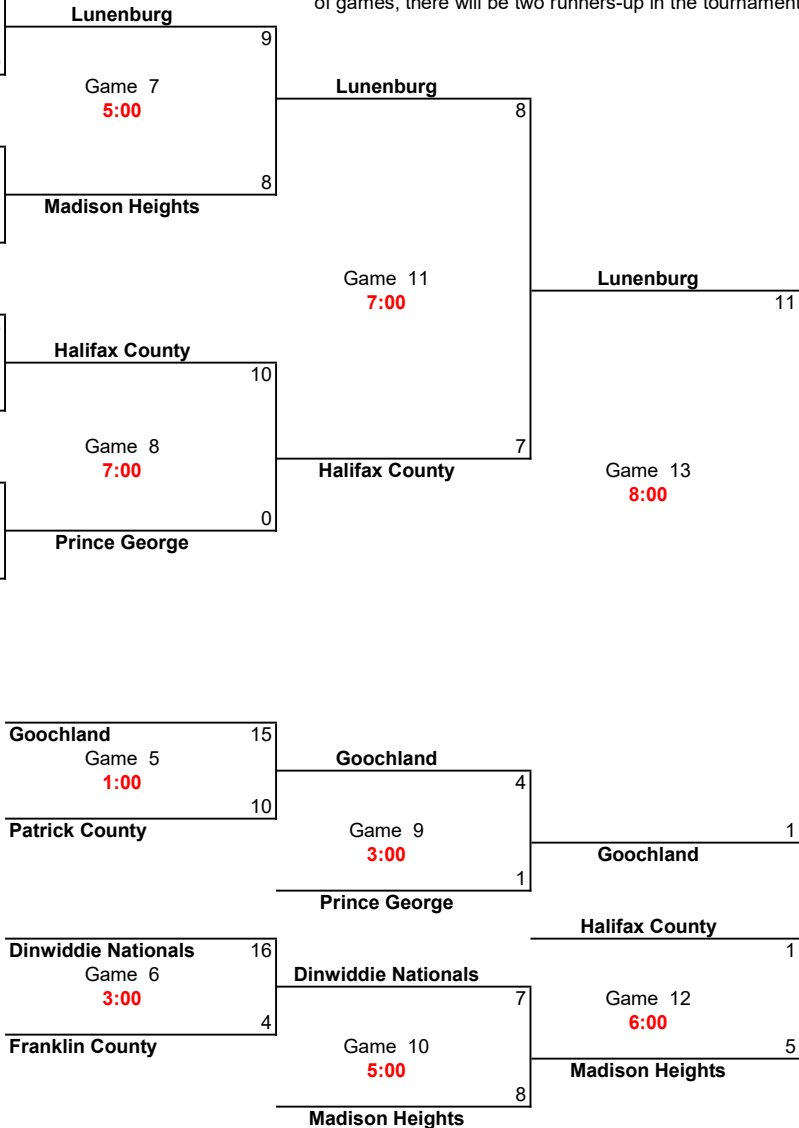 of games, there will be two runners-up in the tournament
Lunenburg
9
Game 7
5:00
Lunenburg
8
8
Madison Heights
Game 11
7:00
Lunenburg
11
Halifax County
10
Game 8
7:00
7
Halifax County
Game 13
8:00
0
Prince George
Goochland 15
Game 5
1:00
Goochland
4
10
Patrick County
Game 9
3:00
1
Goochland
1
Prince George
Halifax County
1
Dinwiddie Nationals 16
Game 6
3:00
Dinwiddie Nationals
7
Game 12
6:00
4
Franklin County
Game 10
5:00
5
Madison Heights
8
Madison Heights